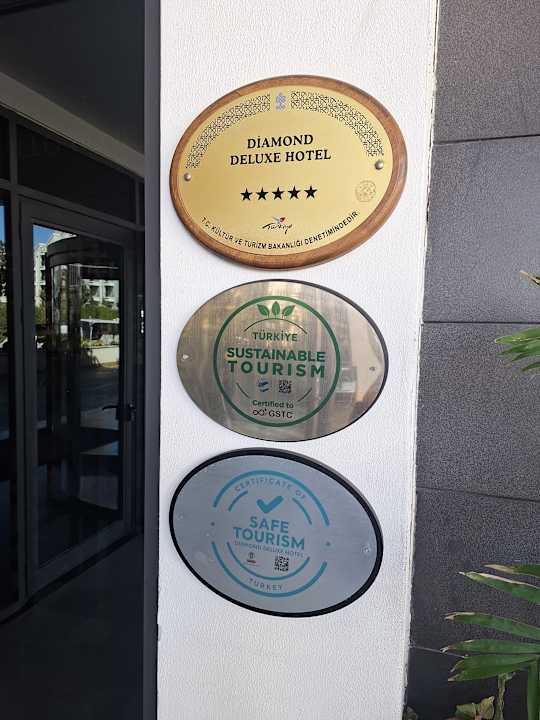 DİAMOND
DELUXE HOTEL
★★★★★
Türkiye
T.C. KÜLTÜR VE TURİZM BAKANLIĞI DENETİMİNDEDİR.
TÜRKİYE
SUSTAINABLE
TOURISM
Certified to
GSTC
CERTIFICATE OF
SAFE
TOURISM
DIAMOND DELUXE HOTEL
TURKEY